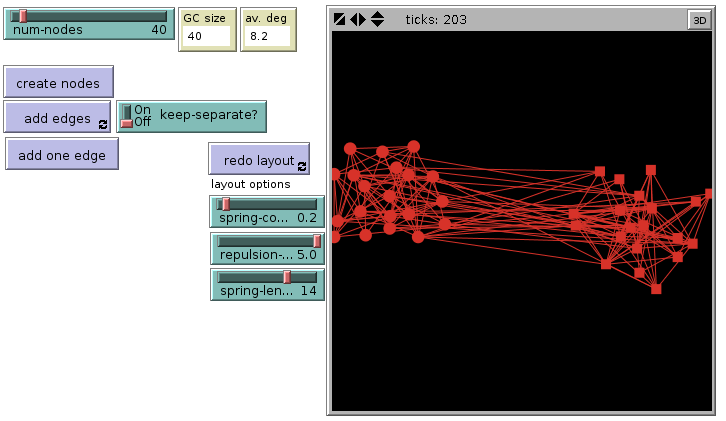 num-nodes 40
GC size
40
av. deg
8.2
ticks: 203
3D
create nodes
add edges
On
Off
keep-separate?
add one edge
redo layout
layout options
spring-co... 0.2
repulsion-... 5.0
spring-len... 14